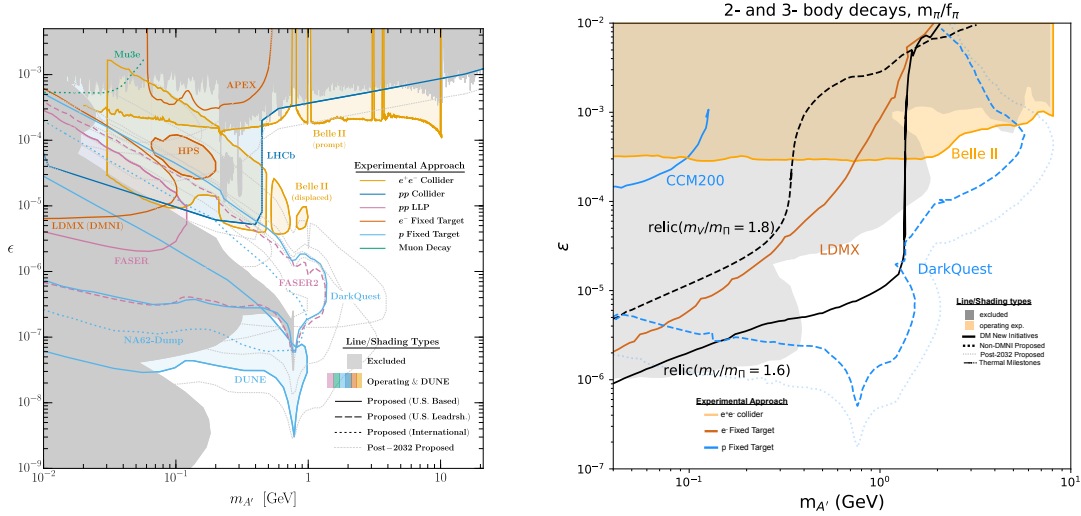 Mu3e
APEX
HPS
LHCb
Belle II
(prompt)
Belle II
(displaced)
LDMX (DMNI)
FASER
FASER2
DarkQuest
NA62-Dump
DUNE
Experimental Approach
e⁺e⁻ Collider
pp Collider
pp LLP
e⁻ Fixed Target
p Fixed Target
Muon Decay
Line/Shading Types
Excluded
Operating & DUNE
Proposed (U.S. Based)
Proposed (U.S. Leadrsh.)
Proposed (International)
Post−2032 Proposed
10⁻³
10⁻⁴
10⁻⁵
10⁻⁶
10⁻⁷
10⁻⁸
10⁻⁹
ϵ
10⁻² 10⁻¹ 1 10
m_A′ [GeV]
2- and 3- body decays, m_π/f_π
10⁻²
10⁻³
10⁻⁴
10⁻⁵
10⁻⁶
10⁻⁷
ε
CCM200
Belle II
relic(m_V/m_Π = 1.8)
LDMX
DarkQuest
relic(m_V/m_Π = 1.6)
Line/Shading types
excluded
operating exp.
DM New Initiatives
Non-DMNI Proposed
Post-2032 Proposed
Thermal Milestones
Experimental Approach
e⁺e⁻ collider
e⁻ Fixed Target
p Fixed Target
10⁻¹ 10⁰ 10¹
m_A′ (GeV)